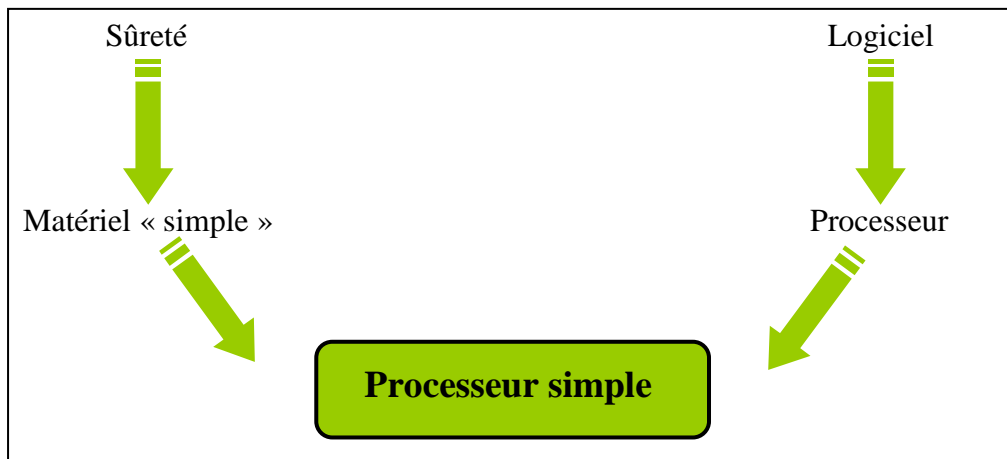 Sûreté
Logiciel
Matériel « simple »
Processeur
Processeur simple